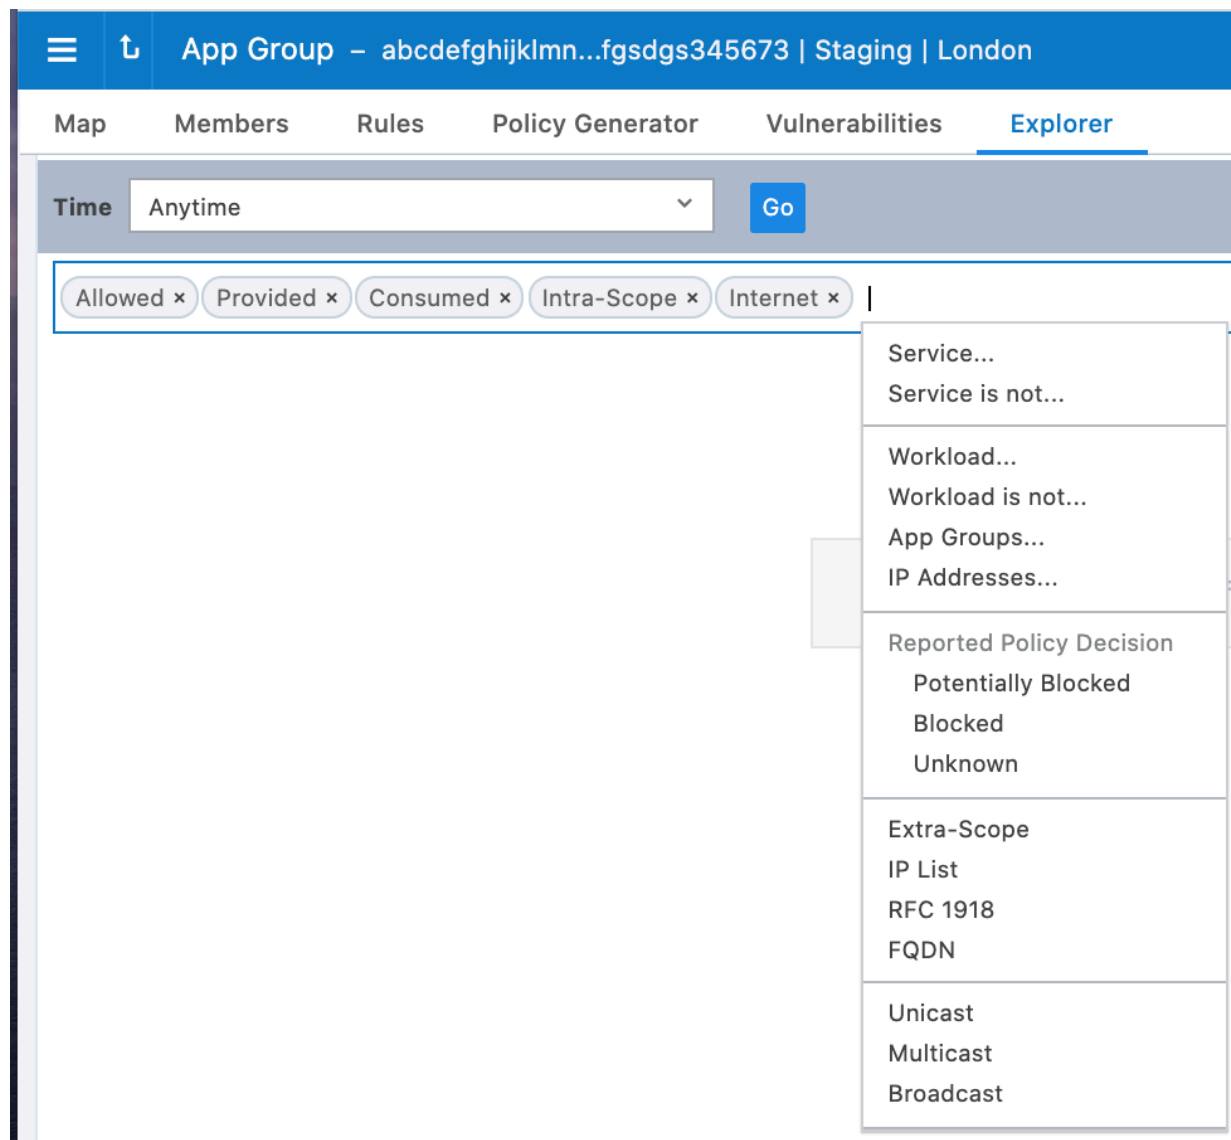 App Group – abcdefghijklmn...fgsdgs345673 | Staging | London
Map Members Rules Policy Generator Vulnerabilities Explorer
Time Anytime Go
Allowed × Provided × Consumed × Intra-Scope × Internet ×
Service...
Service is not...
Workload...
Workload is not...
App Groups...
IP Addresses...
Reported Policy Decision
Potentially Blocked
Blocked
Unknown
Extra-Scope
IP List
RFC 1918
FQDN
Unicast
Multicast
Broadcast